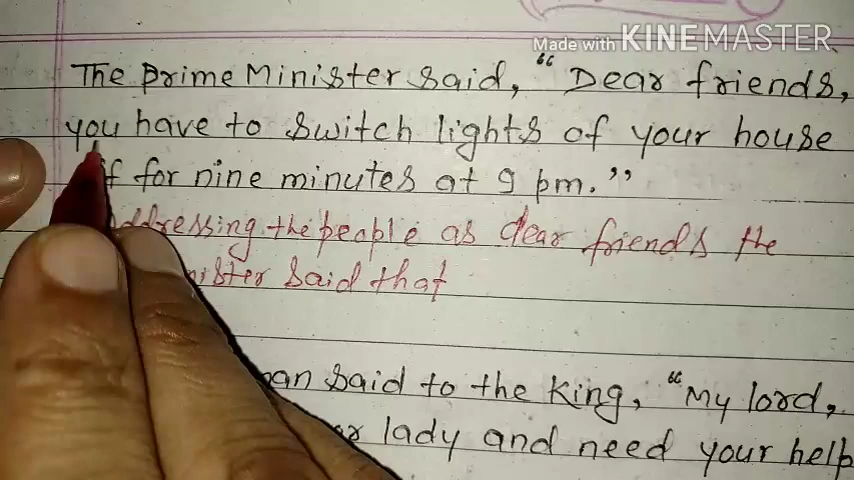 Made with KINEMASTER
The Prime Minister said, “Dear friends,
you have to switch lights of your house
for nine minutes at 9 pm.”
the people as dear friends the
said that
said to the king, “My lord,
lady and need your help